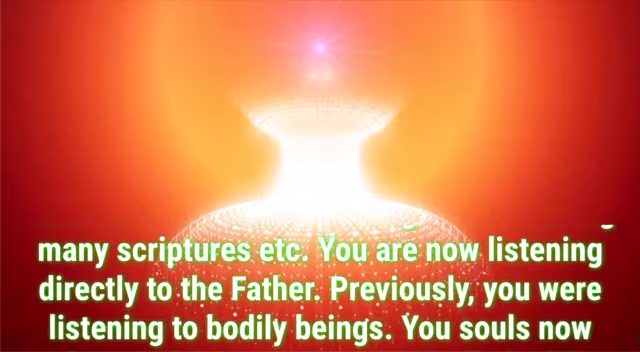 many scriptures etc. You are now listening
directly to the Father. Previously, you were
listening to bodily beings. You souls now